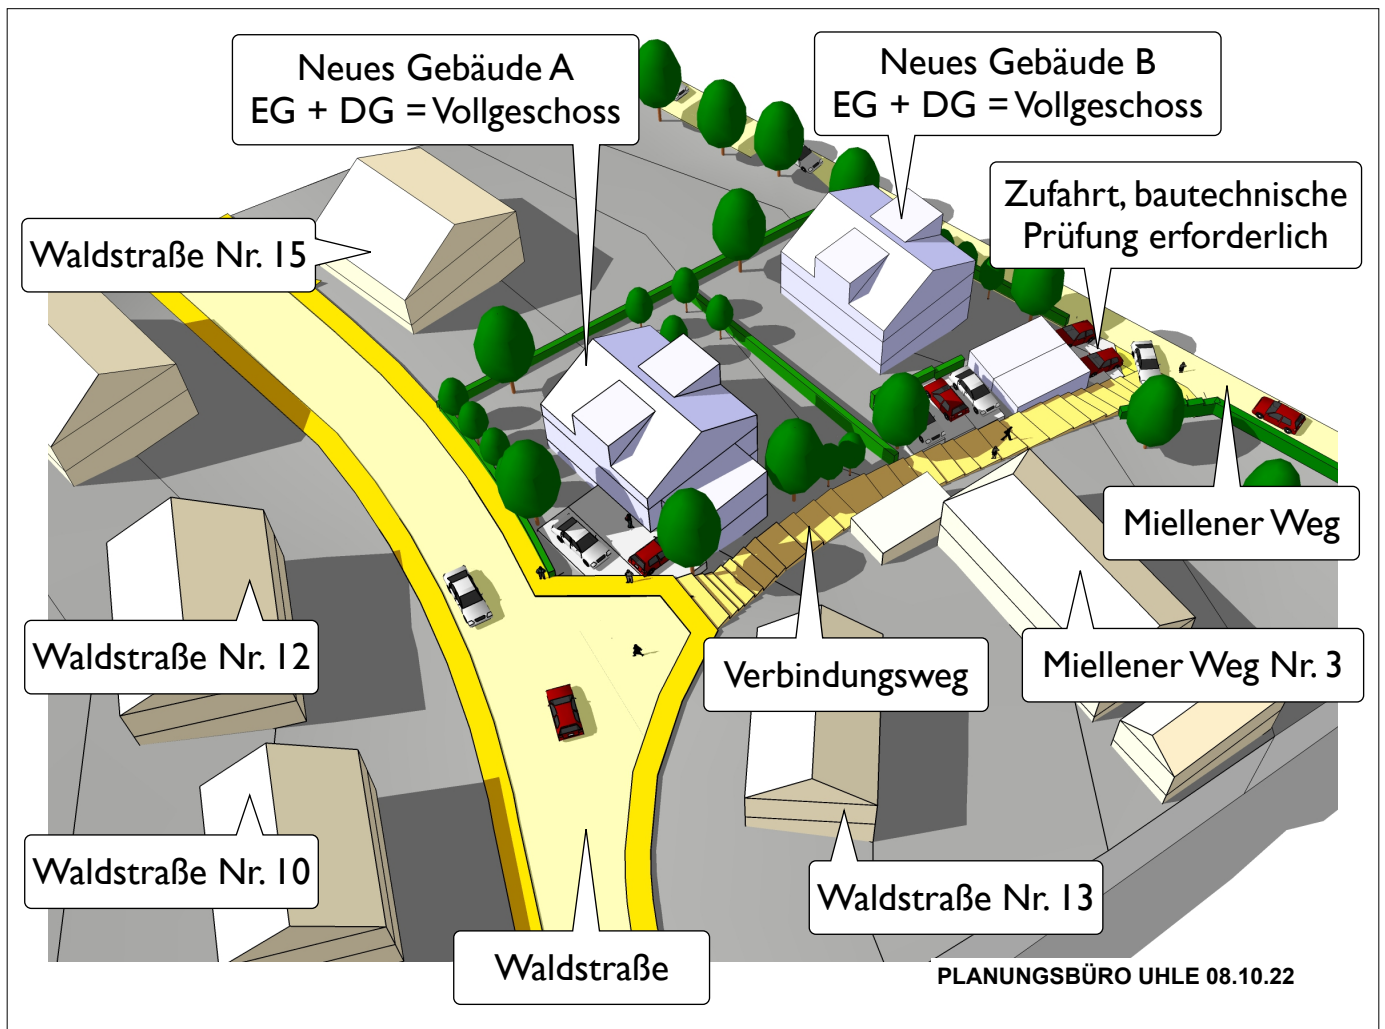 Neues Gebäude A
EG + DG = Vollgeschoss
Neues Gebäude B
EG + DG = Vollgeschoss
Zufahrt, bautechnische
Prüfung erforderlich
Waldstraße Nr. 15
Miellener Weg
Waldstraße Nr. 12
Verbindungsweg
Miellener Weg Nr. 3
Waldstraße Nr. 10
Waldstraße Nr. 13
Waldstraße
PLANUNGSBÜRO UHLE 08.10.22